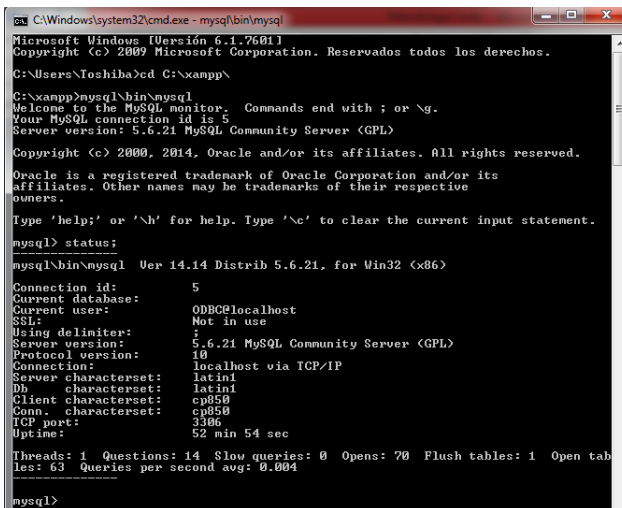 C:\Windows\system32\cmd.exe - mysql\bin\mysql
Microsoft Windows [Versión 6.1.7601]
Copyright (c) 2009 Microsoft Corporation. Reservados todos los derechos.
C:\Users\Toshiba>cd C:\xampp\
C:\xampp>mysql\bin\mysql
Welcome to the MySQL monitor.  Commands end with ; or \g.
Your MySQL connection id is 5
Server version: 5.6.21 MySQL Community Server (GPL)
Copyright (c) 2000, 2014, Oracle and/or its affiliates. All rights reserved.
Oracle is a registered trademark of Oracle Corporation and/or its
affiliates. Other names may be trademarks of their respective
owners.
Type 'help;' or '\h' for help. Type '\c' to clear the current input statement.
mysql> status;
--------------
mysql\bin\mysql  Ver 14.14 Distrib 5.6.21, for Win32 (x86)
Connection id:          5
Current database:
Current user:           ODBC@localhost
SSL:                    Not in use
Using delimiter:        ;
Server version:         5.6.21 MySQL Community Server (GPL)
Protocol version:       10
Connection:             localhost via TCP/IP
Server characterset:    latin1
Db     characterset:    latin1
Client characterset:    cp850
Conn.  characterset:    cp850
TCP port:               3306
Uptime:                 52 min 54 sec
Threads: 1  Questions: 14  Slow queries: 0  Opens: 70  Flush tables: 1  Open tab
les: 63  Queries per second avg: 0.004
--------------
mysql>